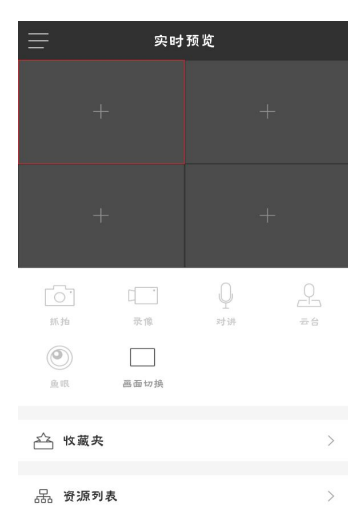 实时预览
抓拍 录像 对讲 云台
鱼眼 画面切换
收藏夹
资源列表